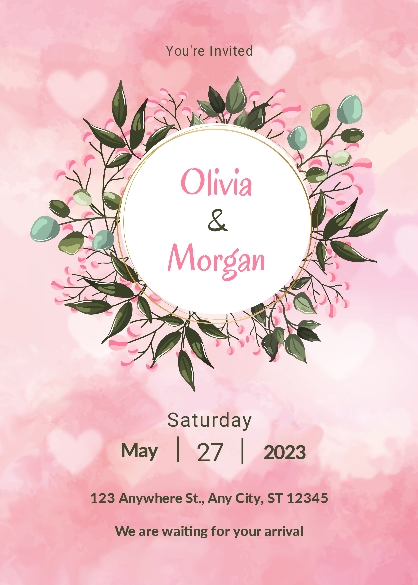 You're Invited
Olivia
&
Morgan
Saturday
May | 27 | 2023
123 Anywhere St., Any City, ST 12345
We are waiting for your arrival